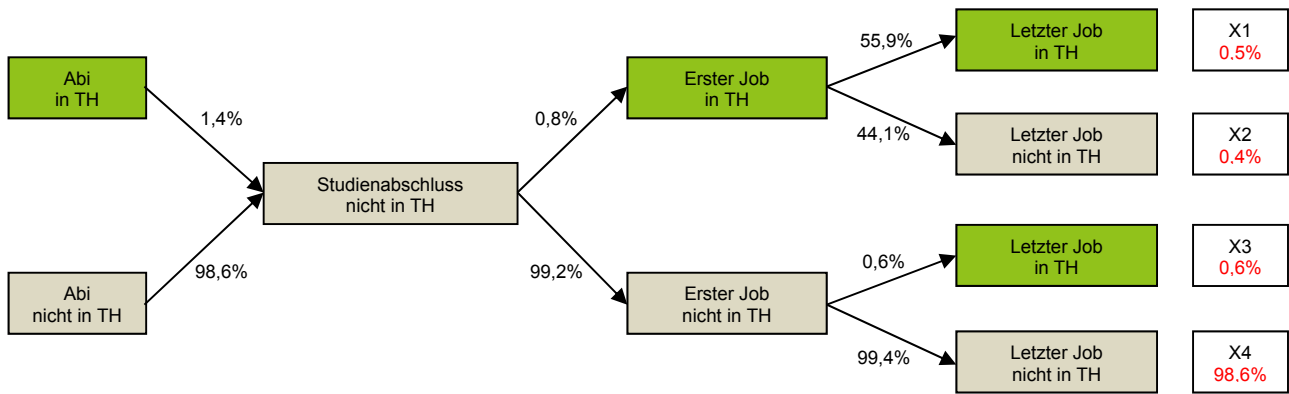 Abi
in TH
1,4%
Abi
nicht in TH
98,6%
Studienabschluss
nicht in TH
0,8%
99,2%
Erster Job
in TH
55,9%
44,1%
Erster Job
nicht in TH
0,6%
99,4%
Letzter Job
in TH
X1
0,5%
Letzter Job
nicht in TH
X2
0,4%
Letzter Job
in TH
X3
0,6%
Letzter Job
nicht in TH
X4
98,6%